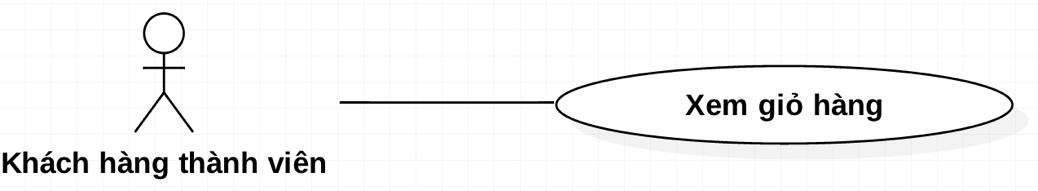 Xem giỏ hàng
Khách hàng thành viên